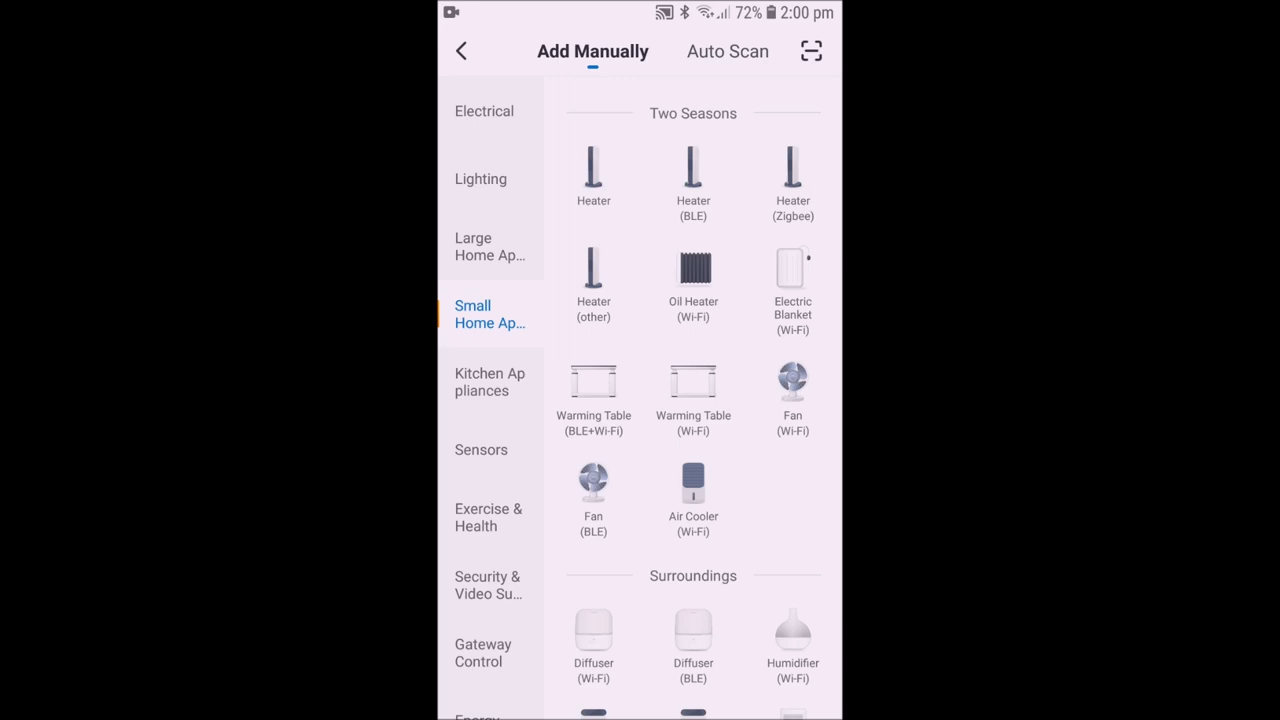 72% 2:00 pm
Add Manually Auto Scan
Electrical
Lighting
Large
Home Ap...
Small
Home Ap...
Kitchen Ap
pliances
Sensors
Exercise &
Health
Security &
Video Su...
Gateway
Control
Energy
Two Seasons
Heater
Heater
(BLE)
Heater
(Zigbee)
Heater
(other)
Oil Heater
(Wi-Fi)
Electric
Blanket
(Wi-Fi)
Warming Table
(BLE+Wi-Fi)
Warming Table
(Wi-Fi)
Fan
(Wi-Fi)
Fan
(BLE)
Air Cooler
(Wi-Fi)
Surroundings
Diffuser
(Wi-Fi)
Diffuser
(BLE)
Humidifier
(Wi-Fi)